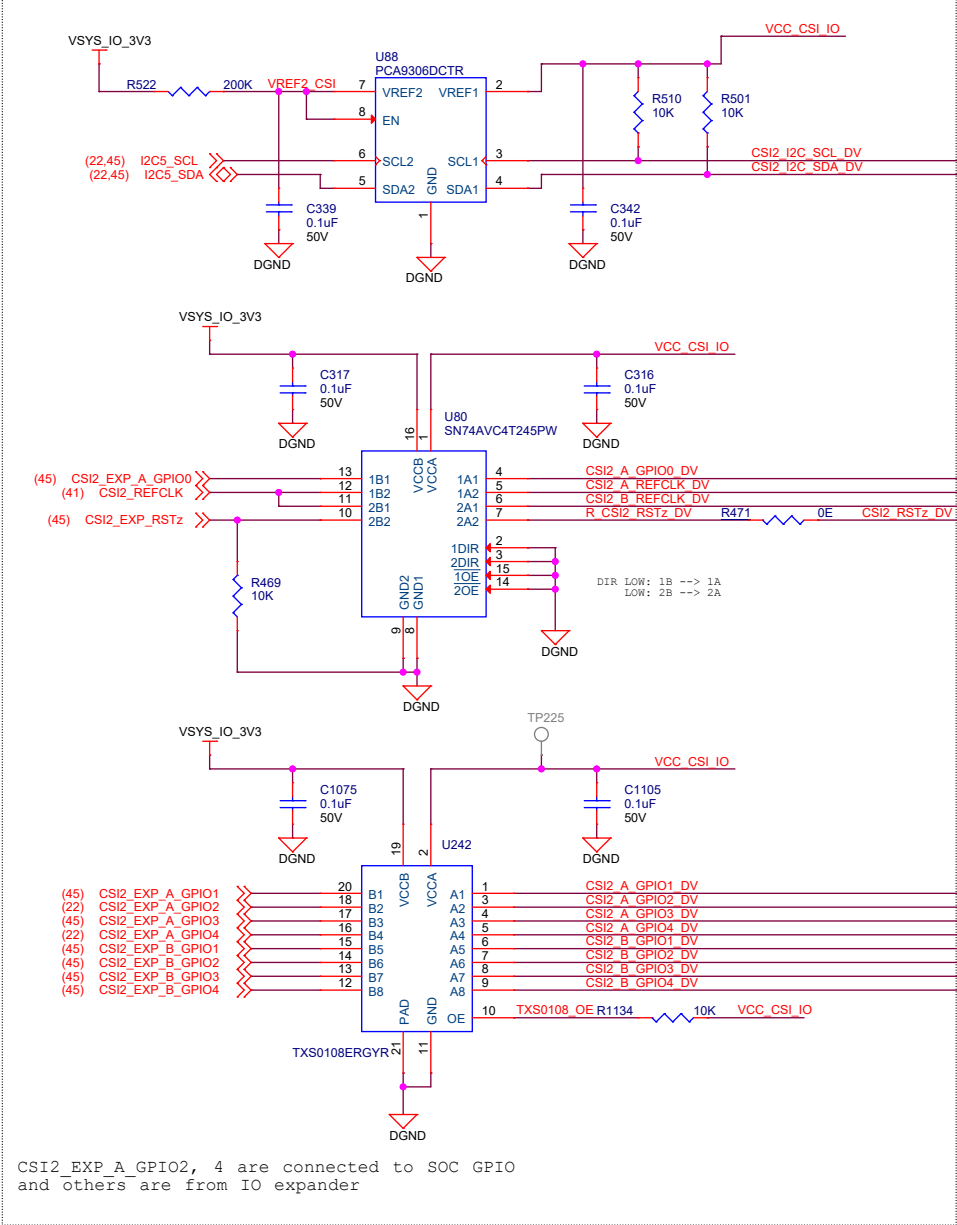 VCC_CSI_IO
VSYS_IO_3V3
U88
PCA9306DCTR
R522 200K VREF2_CSI 7 VREF2 VREF1 2
R510
10K
R501
10K
8 EN
(22,45) I2C5_SCL 6 SCL2 SCL1 3 CSI2_I2C_SCL_DV
(22,45) I2C5_SDA 5 SDA2 GND SDA1 4 CSI2_I2C_SDA_DV
1
C339
0.1uF
50V
C342
0.1uF
50V
DGND DGND DGND
VSYS_IO_3V3
VCC_CSI_IO
C317
0.1uF
50V
C316
0.1uF
50V
DGND DGND
U80
SN74AVC4T245PW
16 1
VCCB VCCA
(45) CSI2_EXP_A_GPIO0 13 1B1 1A1 4 CSI2_A_GPIO0_DV
(41) CSI2_REFCLK 12 1B2 1A2 5 CSI2_A_REFCLK_DV
11 2B1 2A1 6 CSI2_B_REFCLK_DV
(45) CSI2_EXP_RSTz 10 2B2 2A2 7 R_CSI2_RSTz_DV R471 0E CSI2_RSTz_DV
1DIR 2
2DIR 3
1OE 15
2OE 14
R469
10K
GND2 GND1
9 8
DIR LOW: 1B --> 1A
LOW: 2B --> 2A
DGND
DGND
TP225
VSYS_IO_3V3
VCC_CSI_IO
C1075
0.1uF
50V
C1105
0.1uF
50V
DGND DGND
U242
19 2
VCCB VCCA
(45) CSI2_EXP_A_GPIO1 20 B1 A1 1 CSI2_A_GPIO1_DV
(22) CSI2_EXP_A_GPIO2 18 B2 A2 3 CSI2_A_GPIO2_DV
(45) CSI2_EXP_A_GPIO3 17 B3 A3 4 CSI2_A_GPIO3_DV
(22) CSI2_EXP_A_GPIO4 16 B4 A4 5 CSI2_A_GPIO4_DV
(45) CSI2_EXP_B_GPIO1 15 B5 A5 6 CSI2_B_GPIO1_DV
(45) CSI2_EXP_B_GPIO2 14 B6 A6 7 CSI2_B_GPIO2_DV
(45) CSI2_EXP_B_GPIO3 13 B7 A7 8 CSI2_B_GPIO3_DV
(45) CSI2_EXP_B_GPIO4 12 B8 A8 9 CSI2_B_GPIO4_DV
PAD GND OE 10 TXS0108_OE R1134 10K VCC_CSI_IO
TXS0108ERGYR 21 11
DGND
CSI2_EXP_A_GPIO2, 4 are connected to SOC GPIO
and others are from IO expander